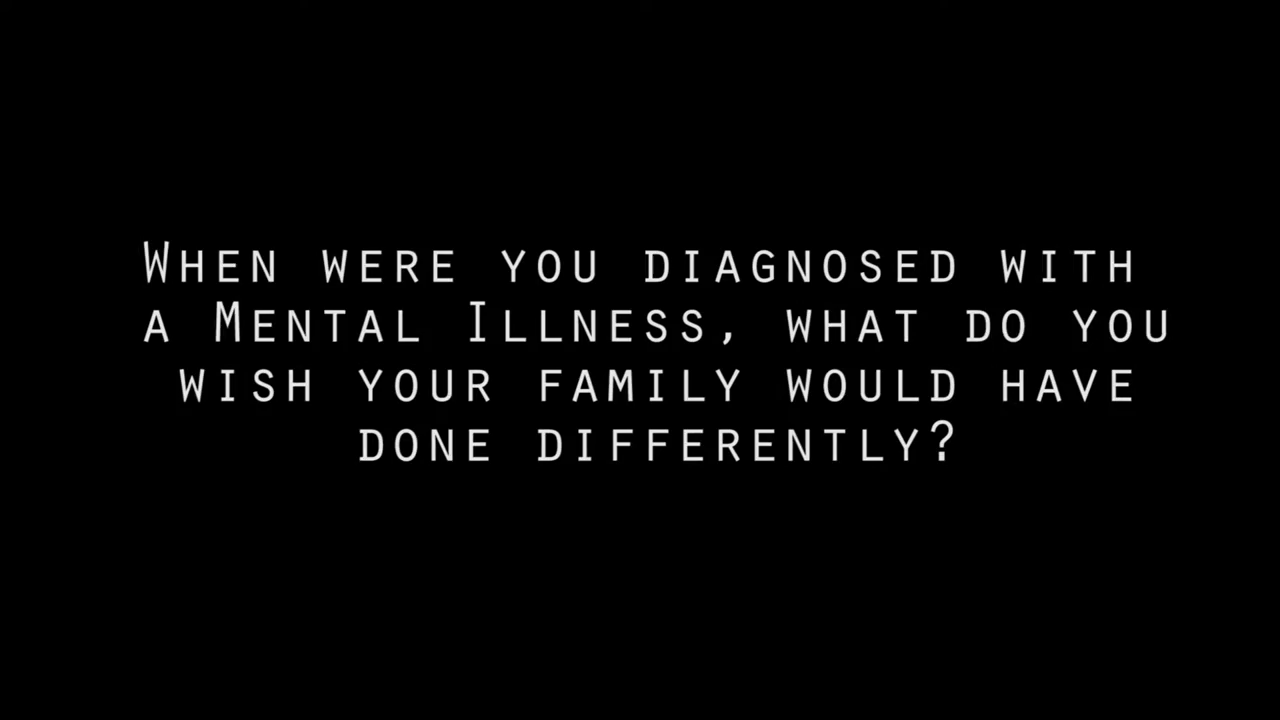 When were you diagnosed with
a Mental Illness, what do you
wish your family would have
done differently?